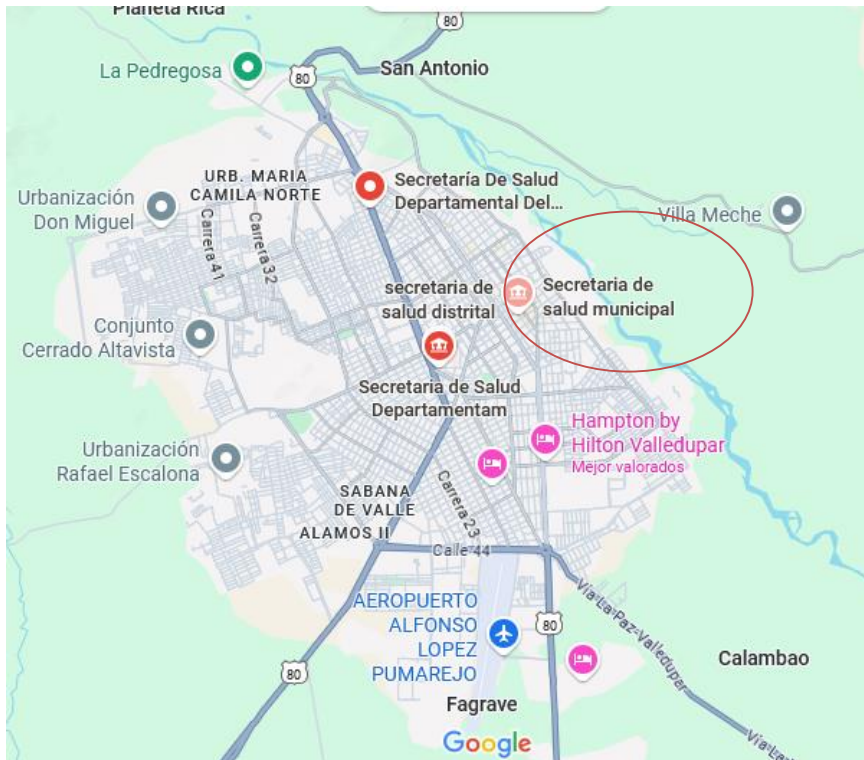 Planeta Rica
80
La Pedregosa
80
San Antonio
URB. MARIA
CAMILA NORTE
Secretaría De Salud
Departamental Del...
Urbanización
Don Miguel
Carrera 41
Carrera 32
Villa Meche
secretaria de
salud distrital
Secretaria de
salud municipal
Conjunto
Cerrado Altavista
Secretaria de Salud
Departamentam
Hampton by
Hilton Valledupar
Mejor valorados
Urbanización
Rafael Escalona
SABANA
DE VALLE
Carrera 23
ALAMOS II
Calle 44
AEROPUERTO
ALFONSO
LOPEZ
PUMAREJO
80
Vía La Paz-Valledupar
Calambao
80
Fagrave
Google